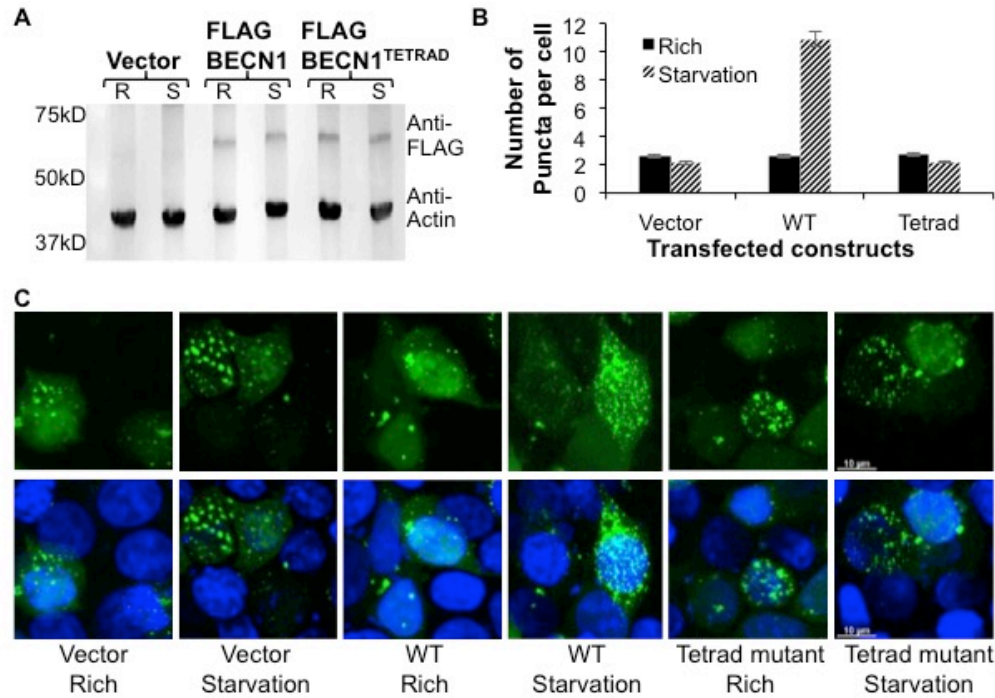 A
Vector
FLAG
BECN1
FLAG
BECN1TETRAD
R S R S R S
75kD
50kD
37kD
Anti-
FLAG
Anti-
Actin
B
Number of
Puncta per cell
12
10
8
6
4
2
0
Rich
Starvation
Vector WT Tetrad
Transfected constructs
C
10 µm
10 µm
Vector
Rich
Vector
Starvation
WT
Rich
WT
Starvation
Tetrad mutant
Rich
Tetrad mutant
Starvation